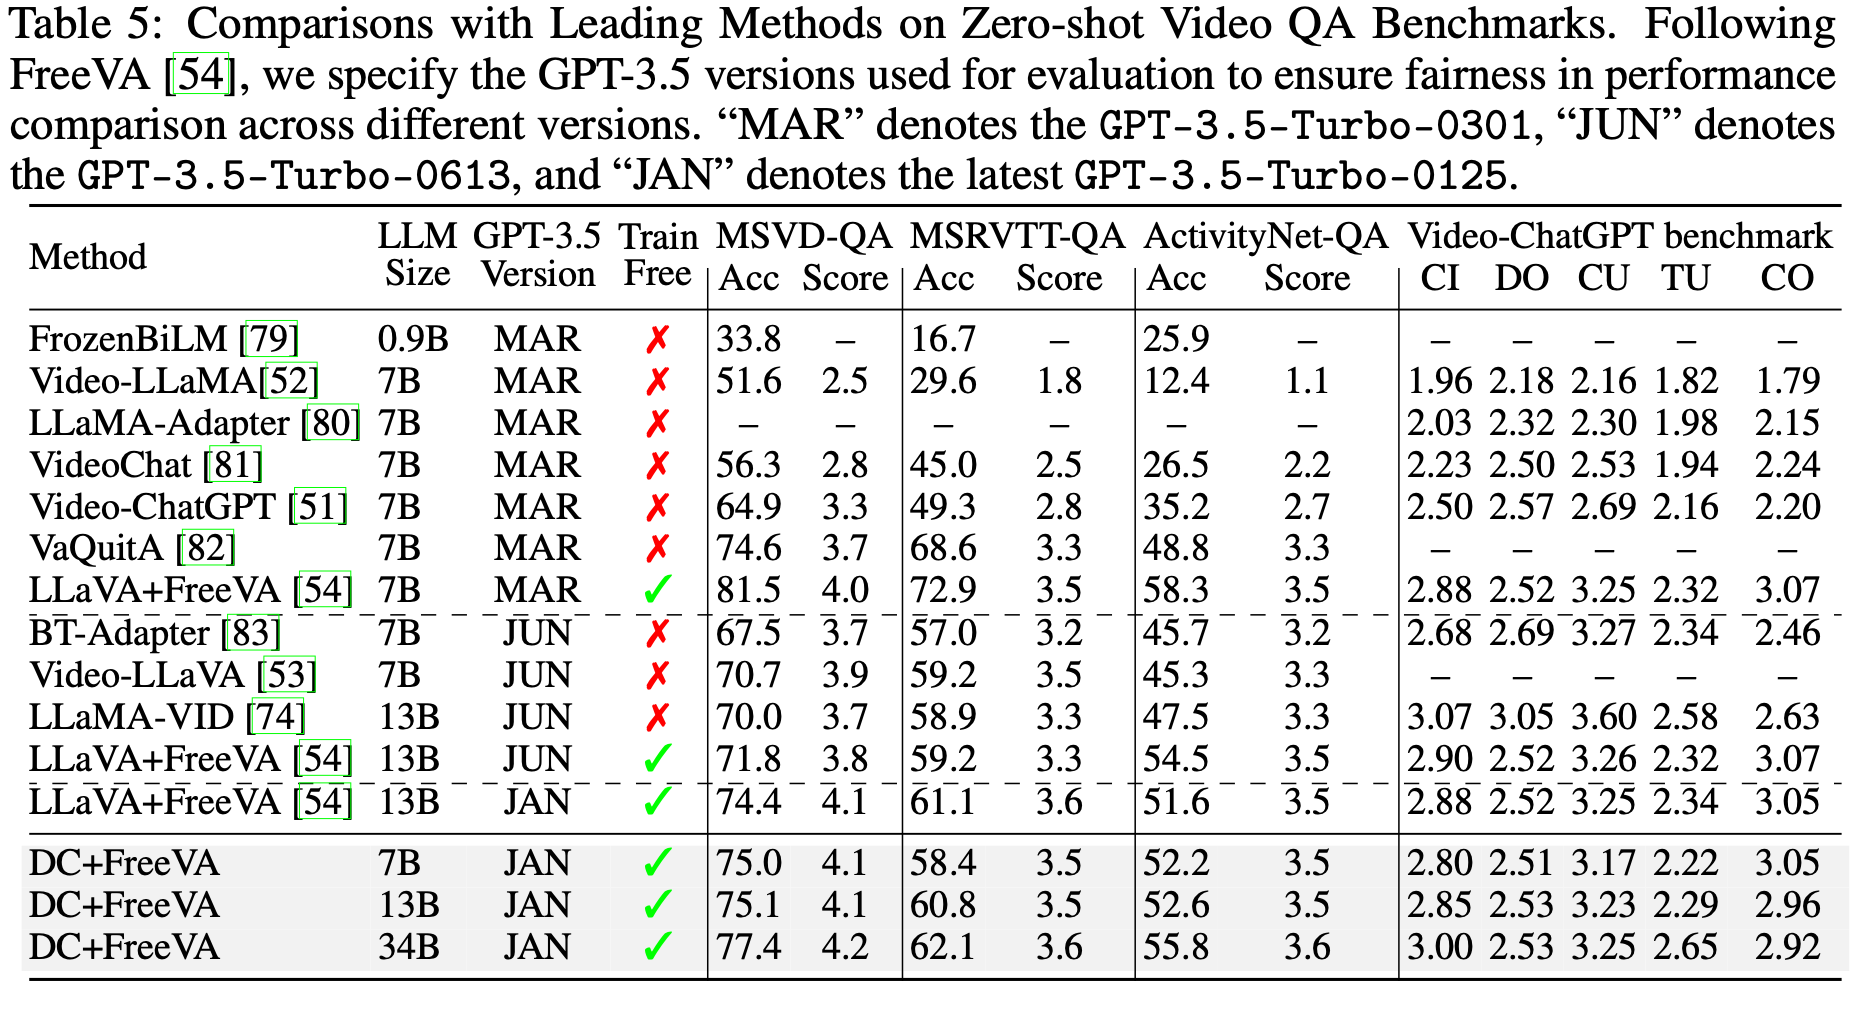 Table 5: Comparisons with Leading Methods on Zero-shot Video QA Benchmarks. Following
FreeVA [54], we specify the GPT-3.5 versions used for evaluation to ensure fairness in performance
comparison across different versions. “MAR” denotes the GPT-3.5-Turbo-0301, “JUN” denotes
the GPT-3.5-Turbo-0613, and “JAN” denotes the latest GPT-3.5-Turbo-0125.
Method LLM Size GPT-3.5 Version Train Free MSVD-QA MSRVTT-QA ActivityNet-QA Video-ChatGPT benchmark
Acc Score Acc Score Acc Score CI DO CU TU CO
FrozenBiLM [79] 0.9B MAR ✗ 33.8 – 16.7 – 25.9 – – – – – –
Video-LLaMA[52] 7B MAR ✗ 51.6 2.5 29.6 1.8 12.4 1.1 1.96 2.18 2.16 1.82 1.79
LLaMA-Adapter [80] 7B MAR ✗ – – – – – – 2.03 2.32 2.30 1.98 2.15
VideoChat [81] 7B MAR ✗ 56.3 2.8 45.0 2.5 26.5 2.2 2.23 2.50 2.53 1.94 2.24
Video-ChatGPT [51] 7B MAR ✗ 64.9 3.3 49.3 2.8 35.2 2.7 2.50 2.57 2.69 2.16 2.20
VaQuitA [82] 7B MAR ✗ 74.6 3.7 68.6 3.3 48.8 3.3 – – – – –
LLaVA+FreeVA [54] 7B MAR ✓ 81.5 4.0 72.9 3.5 58.3 3.5 2.88 2.52 3.25 2.32 3.07
BT-Adapter [83] 7B JUN ✗ 67.5 3.7 57.0 3.2 45.7 3.2 2.68 2.69 3.27 2.34 2.46
Video-LLaVA [53] 7B JUN ✗ 70.7 3.9 59.2 3.5 45.3 3.3 – – – – –
LLaMA-VID [74] 13B JUN ✗ 70.0 3.7 58.9 3.3 47.5 3.3 3.07 3.05 3.60 2.58 2.63
LLaVA+FreeVA [54] 13B JUN ✓ 71.8 3.8 59.2 3.3 54.5 3.5 2.90 2.52 3.26 2.32 3.07
LLaVA+FreeVA [54] 13B JAN ✓ 74.4 4.1 61.1 3.6 51.6 3.5 2.88 2.52 3.25 2.34 3.05
DC+FreeVA 7B JAN ✓ 75.0 4.1 58.4 3.5 52.2 3.5 2.80 2.51 3.17 2.22 3.05
DC+FreeVA 13B JAN ✓ 75.1 4.1 60.8 3.5 52.6 3.5 2.85 2.53 3.23 2.29 2.96
DC+FreeVA 34B JAN ✓ 77.4 4.2 62.1 3.6 55.8 3.6 3.00 2.53 3.25 2.65 2.92